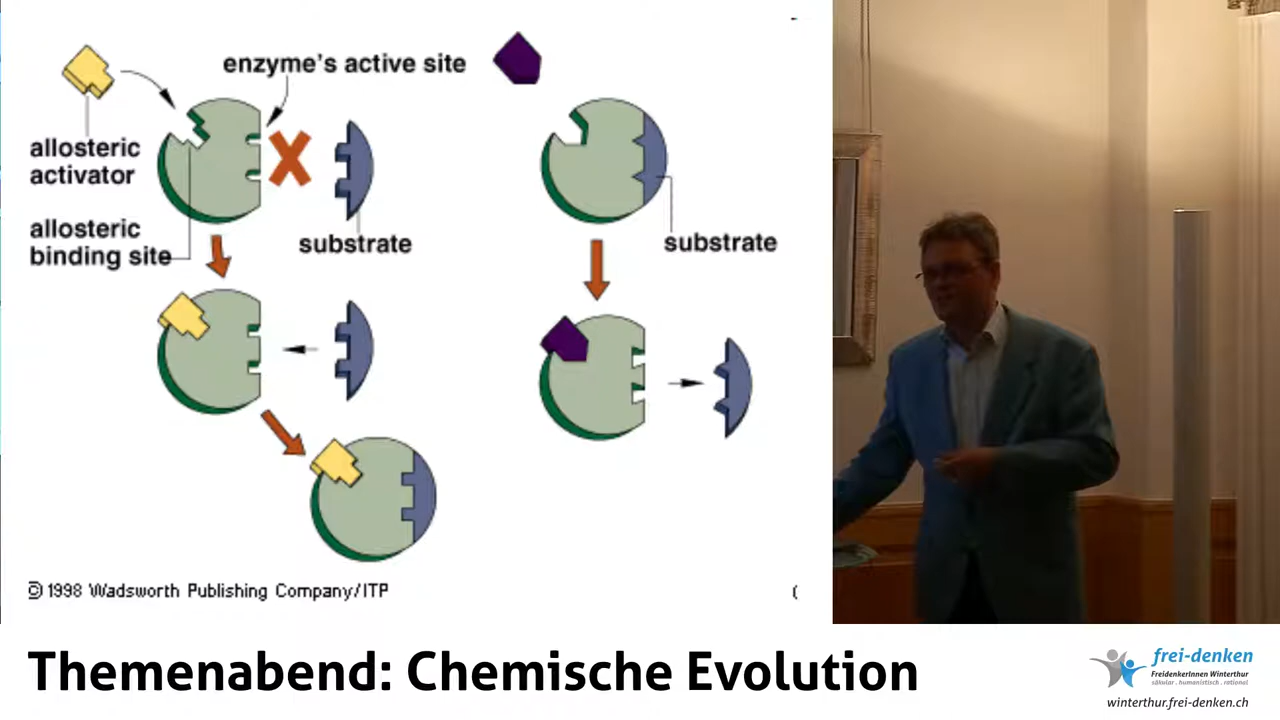 enzyme's active site
allosteric
activator
allosteric
binding site
substrate
substrate
© 1998 Wadsworth Publishing Company/ITP
Themenabend: Chemische Evolution
frei-denken
FreidenkerInnen Winterthur
säkular . humanistisch . rational
winterthur.frei-denken.ch